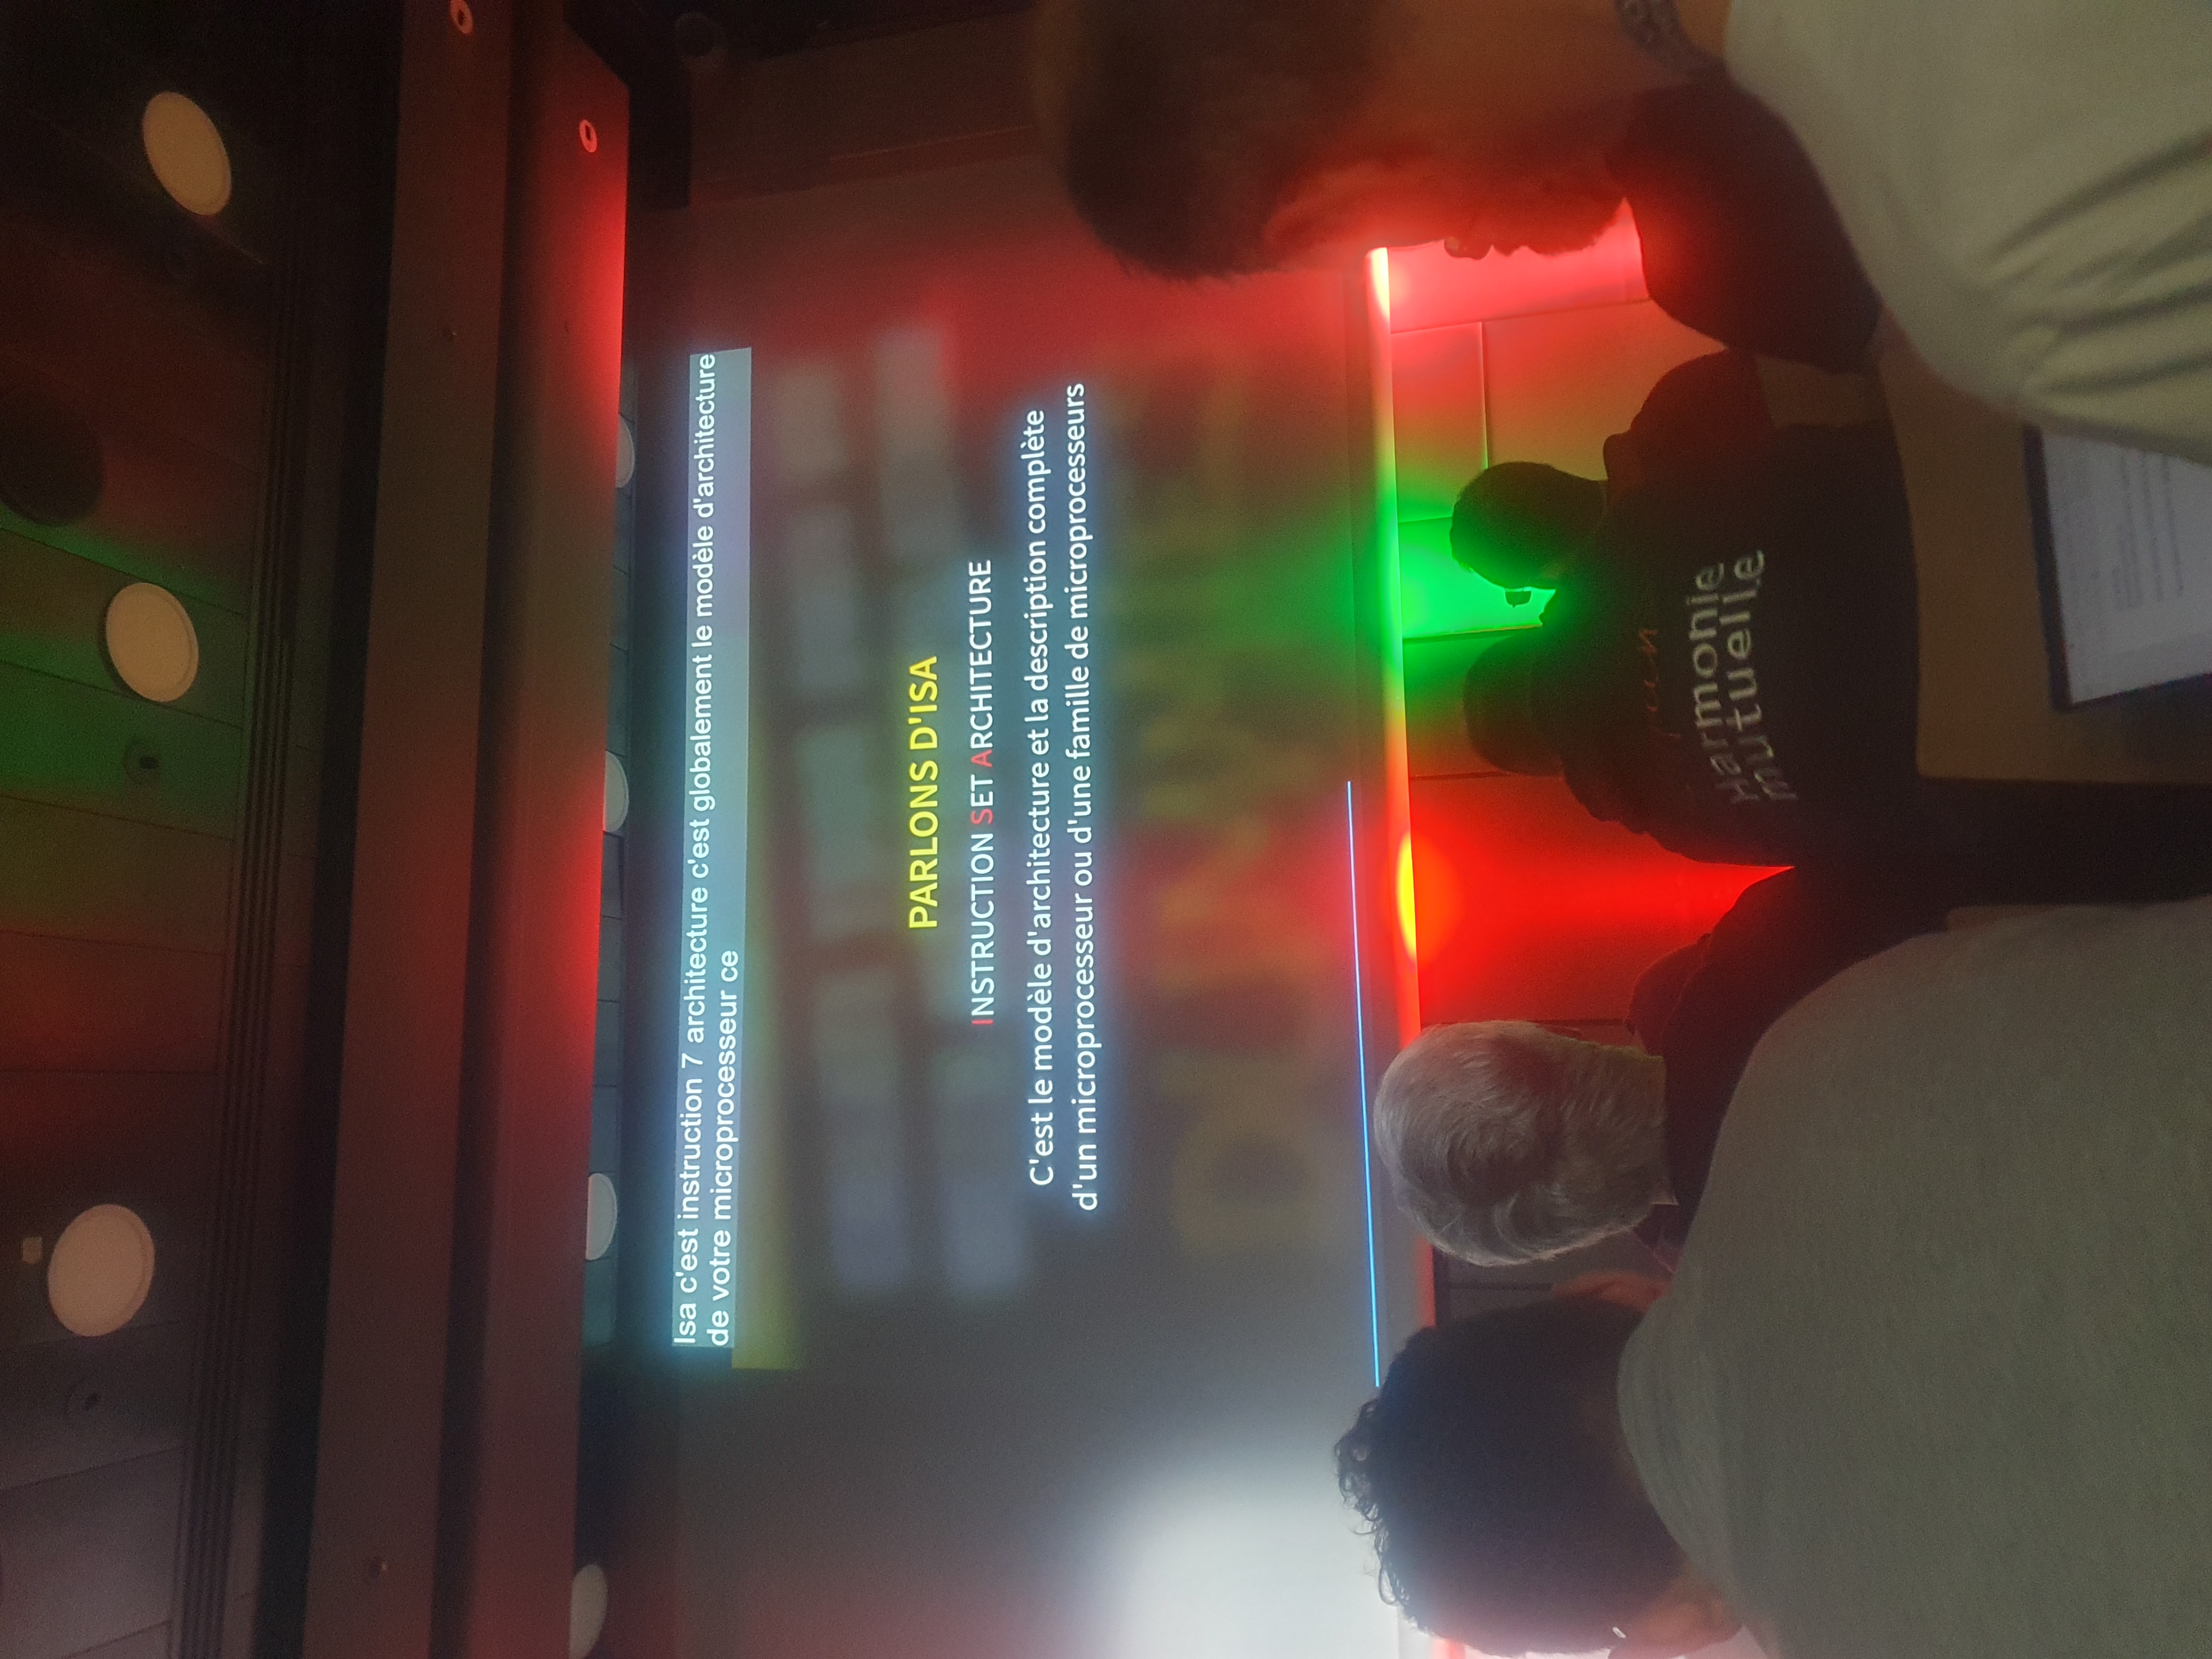 Isa c'est instruction 7 architecture c'est globalement le modèle d'architecture
de votre microprocesseur ce
PARLONS D'ISA
INSTRUCTION SET ARCHITECTURE
C'est le modèle d'architecture et la description complète
d'un microprocesseur ou d'une famille de microprocesseurs
Harmonie
mutuelle